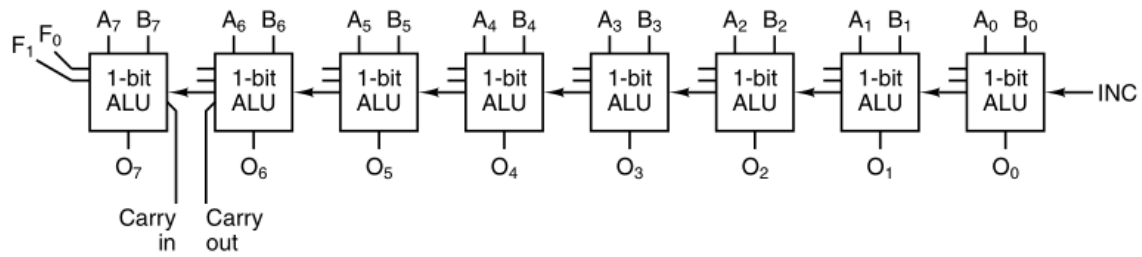 F₁ F₀ A₇ B₇ A₆ B₆ A₅ B₅ A₄ B₄ A₃ B₃ A₂ B₂ A₁ B₁ A₀ B₀
1-bit 1-bit 1-bit 1-bit 1-bit 1-bit 1-bit 1-bit
ALU ALU ALU ALU ALU ALU ALU ALU INC
O₇ O₆ O₅ O₄ O₃ O₂ O₁ O₀
Carry Carry
in out